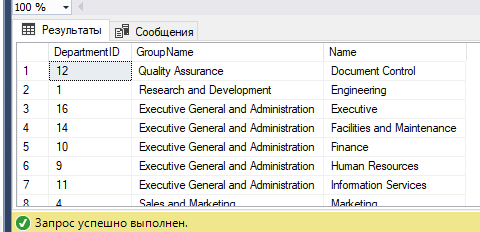 100 %
Результаты Сообщения
DepartmentID GroupName Name
1 12 Quality Assurance Document Control
2 1 Research and Development Engineering
3 16 Executive General and Administration Executive
4 14 Executive General and Administration Facilities and Maintenance
5 10 Executive General and Administration Finance
6 9 Executive General and Administration Human Resources
7 11 Executive General and Administration Information Services
8 4 Sales and Marketing Marketing
Запрос успешно выполнен.